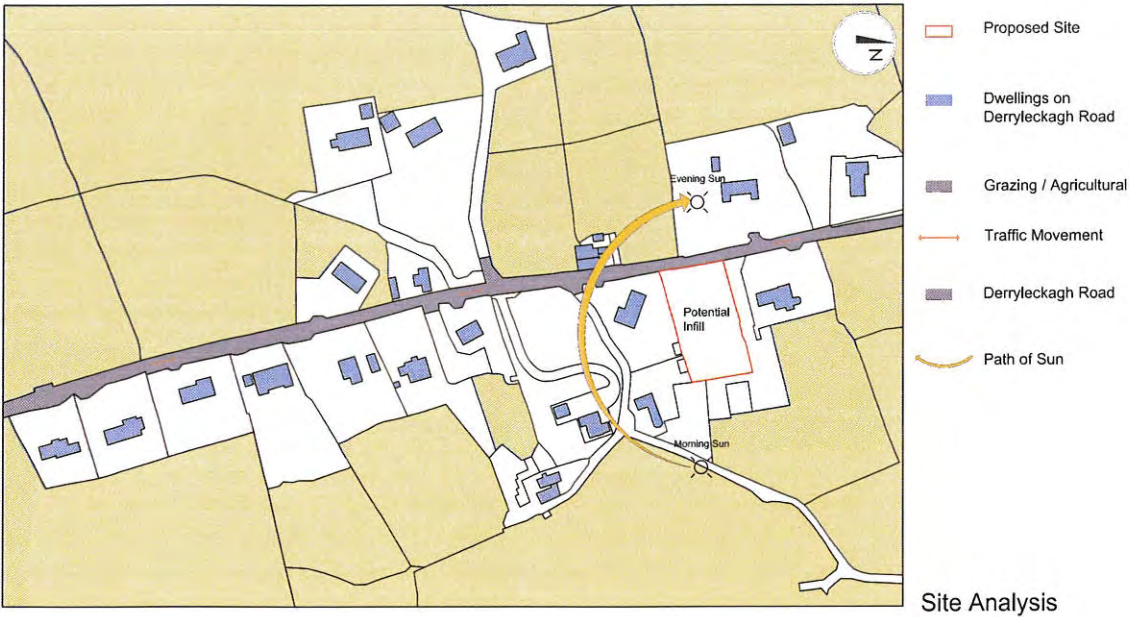 N
Evening Sun
Potential
Infill
Morning Sun
Proposed Site
Dwellings on
Derryleckagh Road
Grazing / Agricultural
Traffic Movement
Derryleckagh Road
Path of Sun
Site Analysis